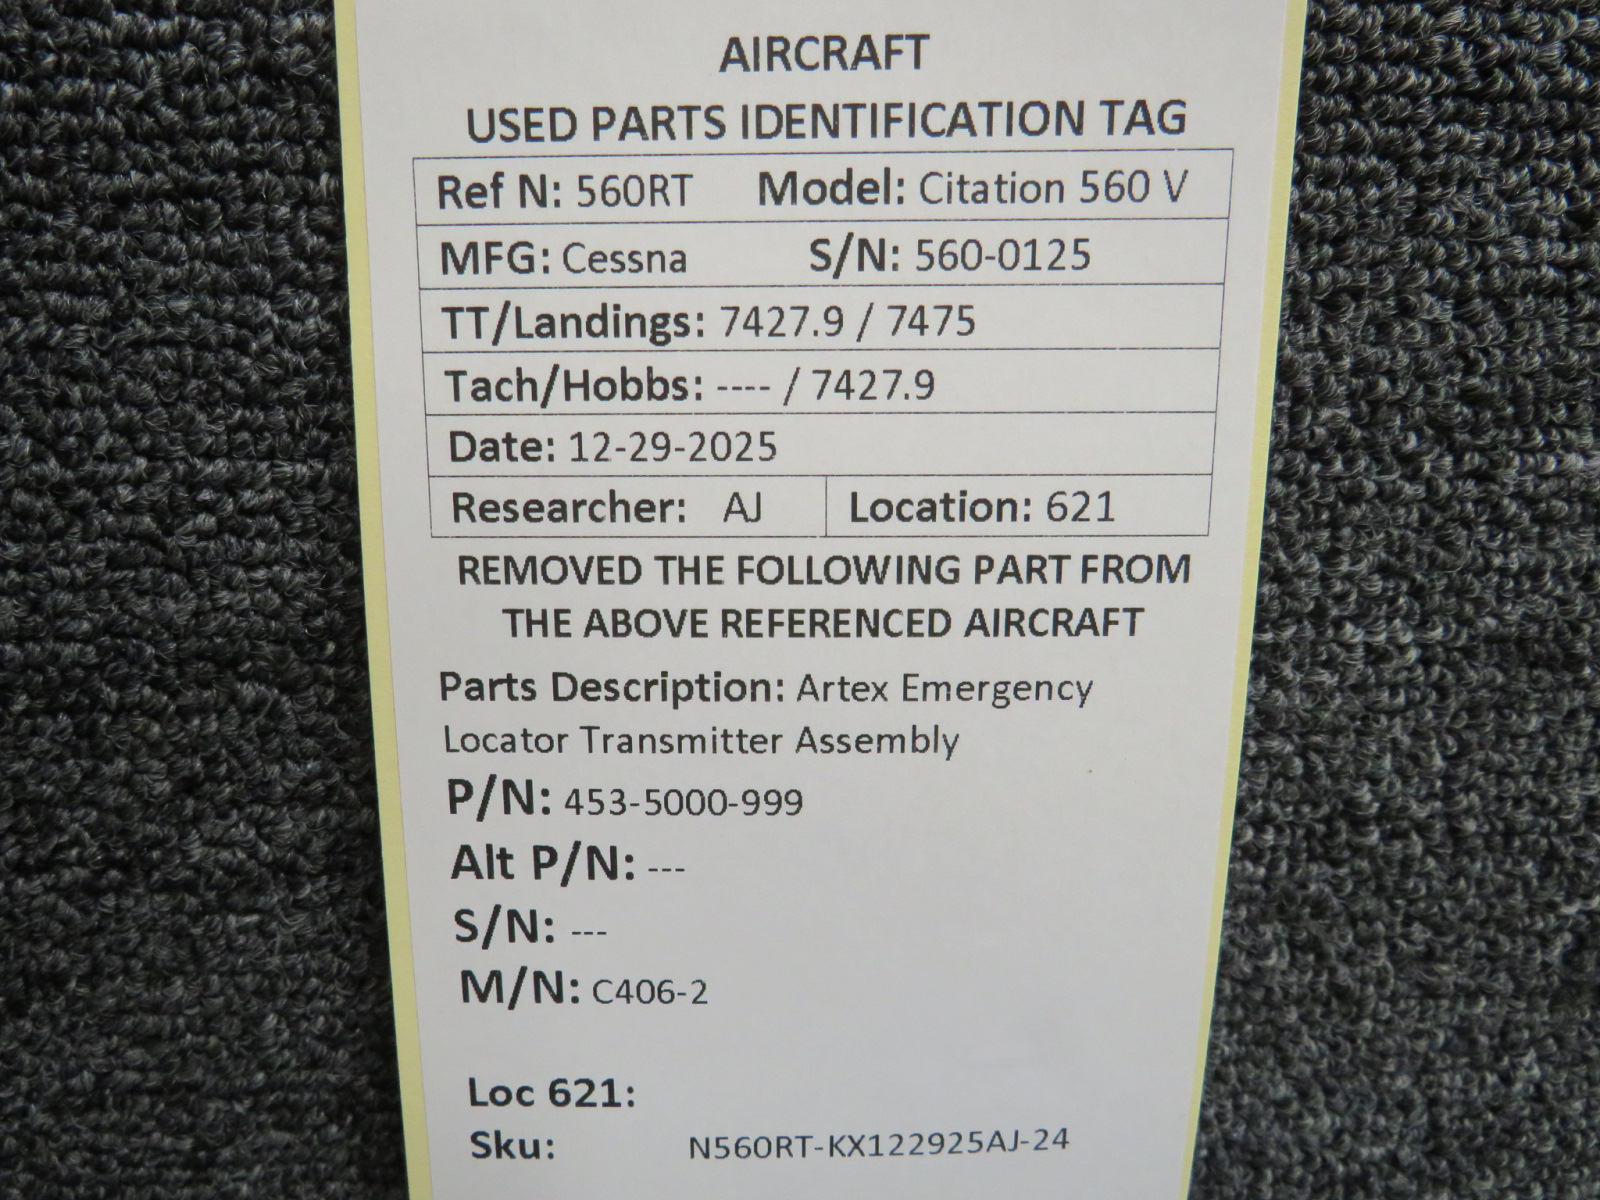 AIRCRAFT
USED PARTS IDENTIFICATION TAG
Ref N: 560RT Model: Citation 560 V
MFG: Cessna S/N: 560-0125
TT/Landings: 7427.9 / 7475
Tach/Hobbs: ---- / 7427.9
Date: 12-29-2025
Researcher: AJ Location: 621
REMOVED THE FOLLOWING PART FROM
THE ABOVE REFERENCED AIRCRAFT
Parts Description: Artex Emergency
Locator Transmitter Assembly
P/N: 453-5000-999
Alt P/N: ---
S/N: ---
M/N: C406-2
Loc 621:
Sku: N560RT-KX122925AJ-24